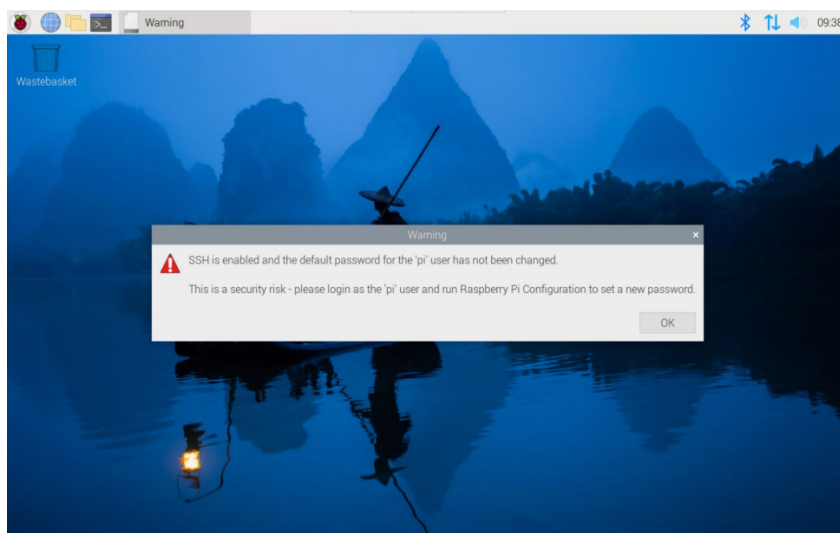 Warning
09:38
Wastebasket
Warning
SSH is enabled and the default password for the 'pi' user has not been changed.
This is a security risk - please login as the 'pi' user and run Raspberry Pi Configuration to set a new password.
OK